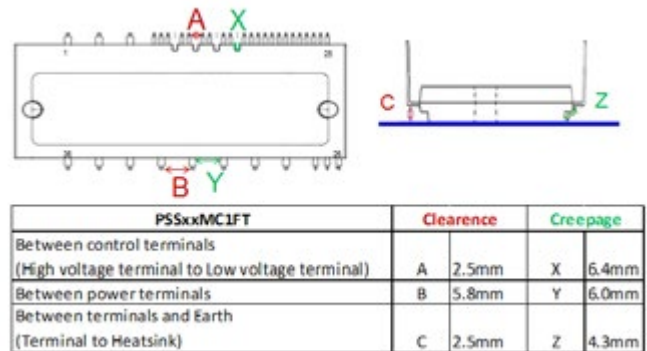 A X
1 25
C Z
36 26
B Y
PSSxxMC1FT Clearence Creepage
Between control terminals
(High voltage terminal to Low voltage terminal) A 2.5mm X 6.4mm
Between power terminals B 5.8mm Y 6.0mm
Between terminals and Earth
(Terminal to Heatsink) C 2.5mm Z 4.3mm